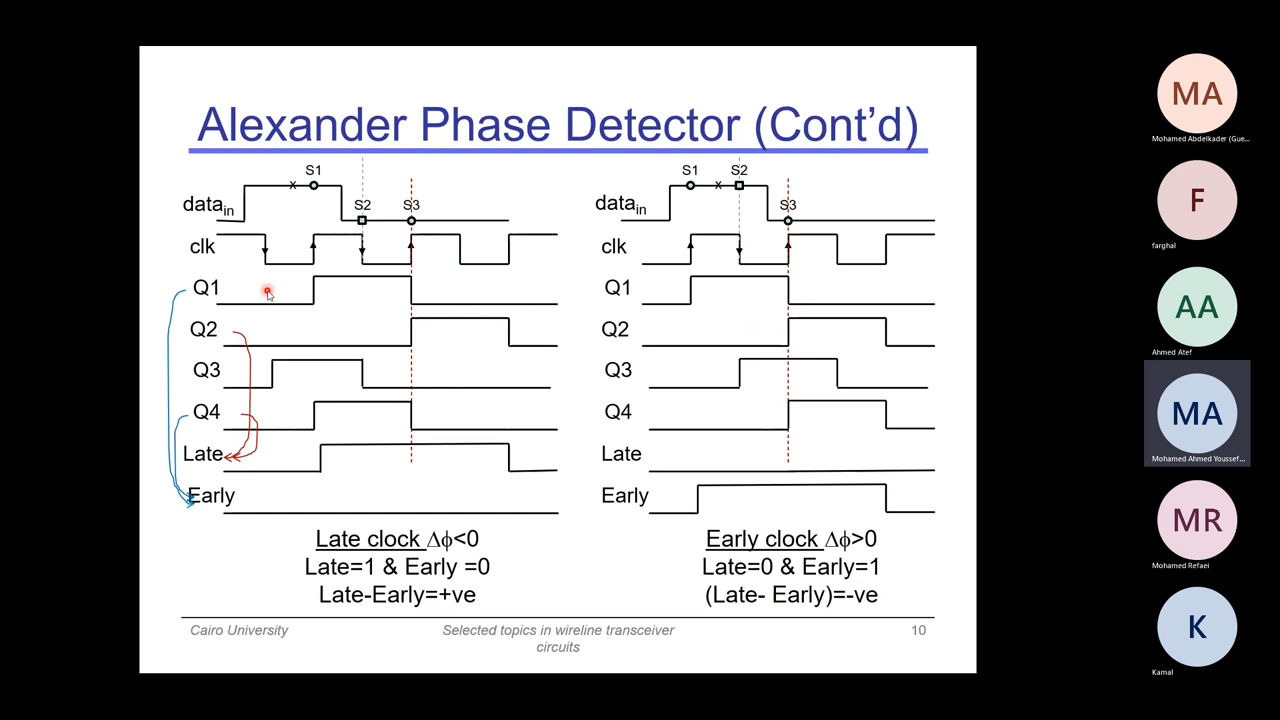 Alexander Phase Detector (Cont'd)
S1
x
S2
S3
data_in
clk
Q1
Q2
Q3
Q4
Late
Early
Late clock Δϕ<0
Late=1 & Early =0
Late-Early=+ve
S1
S2
x
S3
data_in
clk
Q1
Q2
Q3
Q4
Late
Early
Early clock Δϕ>0
Late=0 & Early=1
(Late- Early)=-ve
Cairo University
Selected topics in wireline transceiver
circuits
10
MA
Mohamed Abdelkader (Gue...
F
farghal
AA
Ahmed Atef
MA
Mohamed Ahmed Youssef...
MR
Mohamed Refaei
K
Kamal